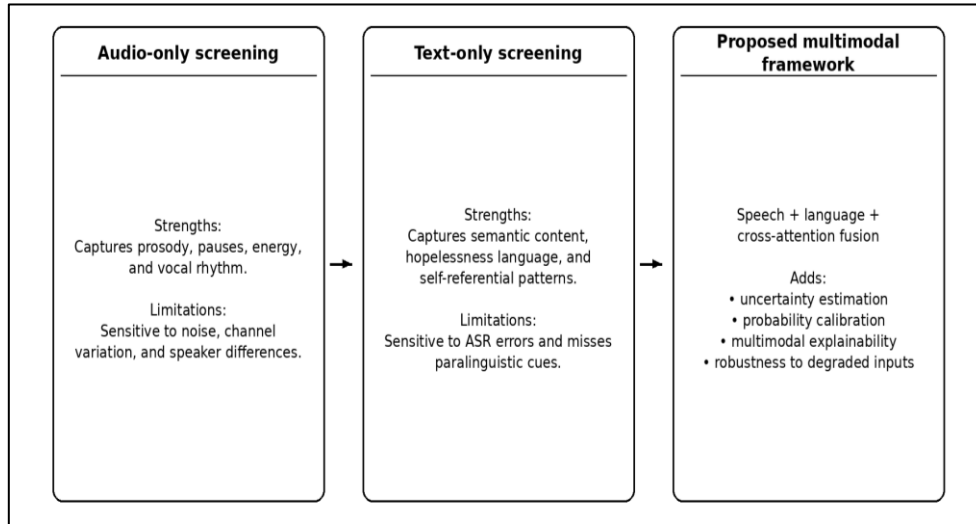 Audio-only screening
Strengths:
Captures prosody, pauses, energy,
and vocal rhythm.
Limitations:
Sensitive to noise, channel
variation, and speaker differences.
Text-only screening
Strengths:
Captures semantic content,
hopelessness language, and
self-referential patterns.
Limitations:
Sensitive to ASR errors and misses
paralinguistic cues.
Proposed multimodal
framework
Speech + language +
cross-attention fusion
Adds:
• uncertainty estimation
• probability calibration
• multimodal explainability
• robustness to degraded inputs